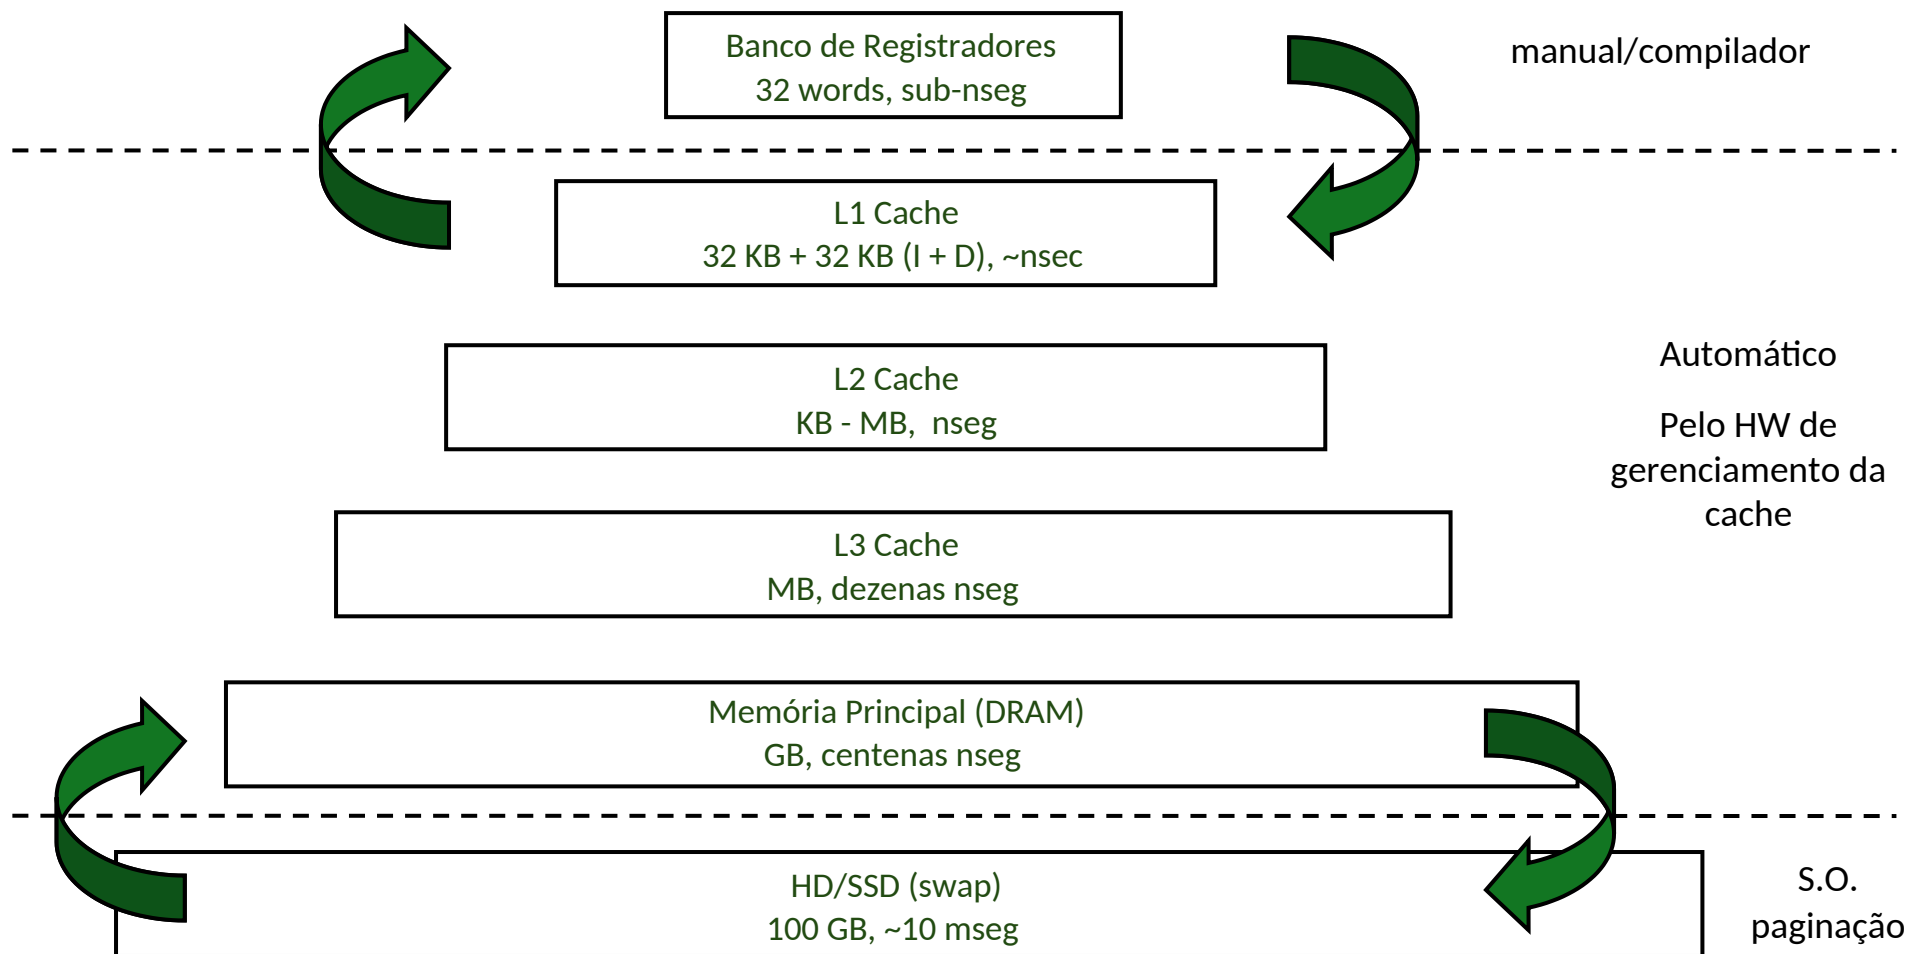 Banco de Registradores
32 words, sub-nseg
manual/compilador
L1 Cache
32 KB + 32 KB (I + D), ~nsec
L2 Cache
KB - MB,  nseg
Automático
Pelo HW de
gerenciamento da
cache
L3 Cache
MB, dezenas nseg
Memória Principal (DRAM)
GB, centenas nseg
HD/SSD (swap)
100 GB, ~10 mseg
S.O.
paginação